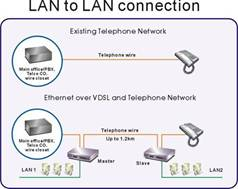 LAN to LAN connection
Existing Telephone Network
Telephone wire
Main office/PBX,
Telco CO,
wire closet
Ethernet over VDSL and Telephone Network
Telephone wire
Up to 1.2km
Main office/PBX,
Telco CO,
wire closet
Master
Slave
LAN 1
LAN2